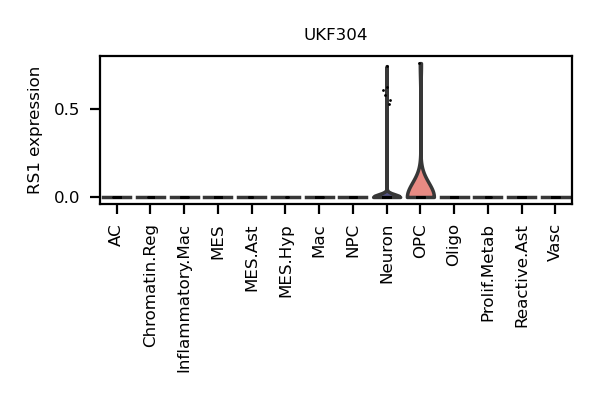 UKF304
RS1 expression
0.5
0.0
AC
Chromatin.Reg
Inflammatory.Mac
MES
MES.Ast
MES.Hyp
Mac
NPC
Neuron
OPC
Oligo
Prolif.Metab
Reactive.Ast
Vasc